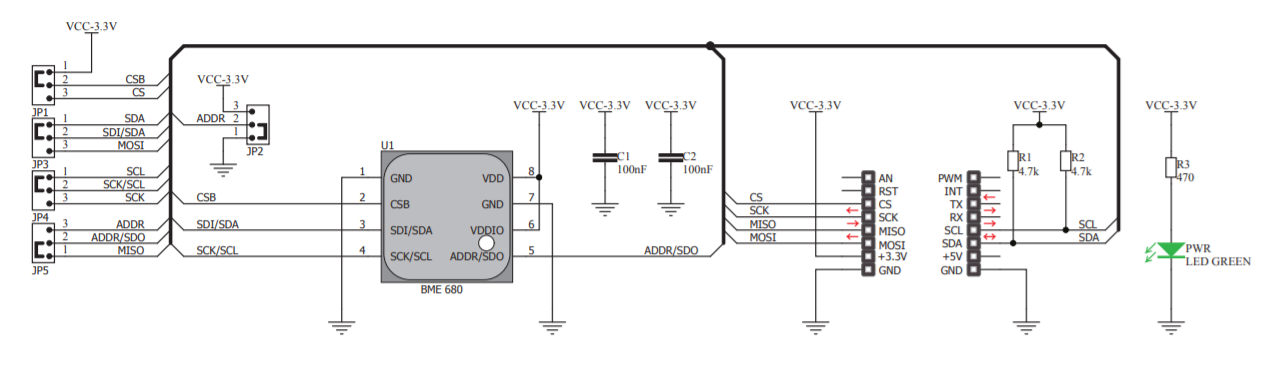 VCC-3.3V
1
2 CSB
3 CS
JP1
1 SDA
2 SDI/SDA
3 MOSI
JP3
1 SCL
2 SCK/SCL
3 SCK
JP4
3 ADDR
2 ADDR/SDO
1 MISO
JP5
VCC-3.3V
3
ADDR 2
1
JP2
CSB
SDI/SDA
SCK/SCL
U1
1 GND VDD 8
2 CSB GND 7
3 SDI/SDA VDDIO 6
4 SCK/SCL ADDR/SDO 5
BME 680
VCC-3.3V
ADDR/SDO
VCC-3.3V
C1
100nF
VCC-3.3V
C2
100nF
CS
SCK
MISO
MOSI
VCC-3.3V
AN
RST
CS
SCK
MISO
MOSI
+3.3V
GND
PWM
INT
TX
RX
SCL
SDA
+5V
GND
VCC-3.3V
R1
4.7k
R2
4.7k
SCL
SDA
VCC-3.3V
R3
470
PWR
LED GREEN